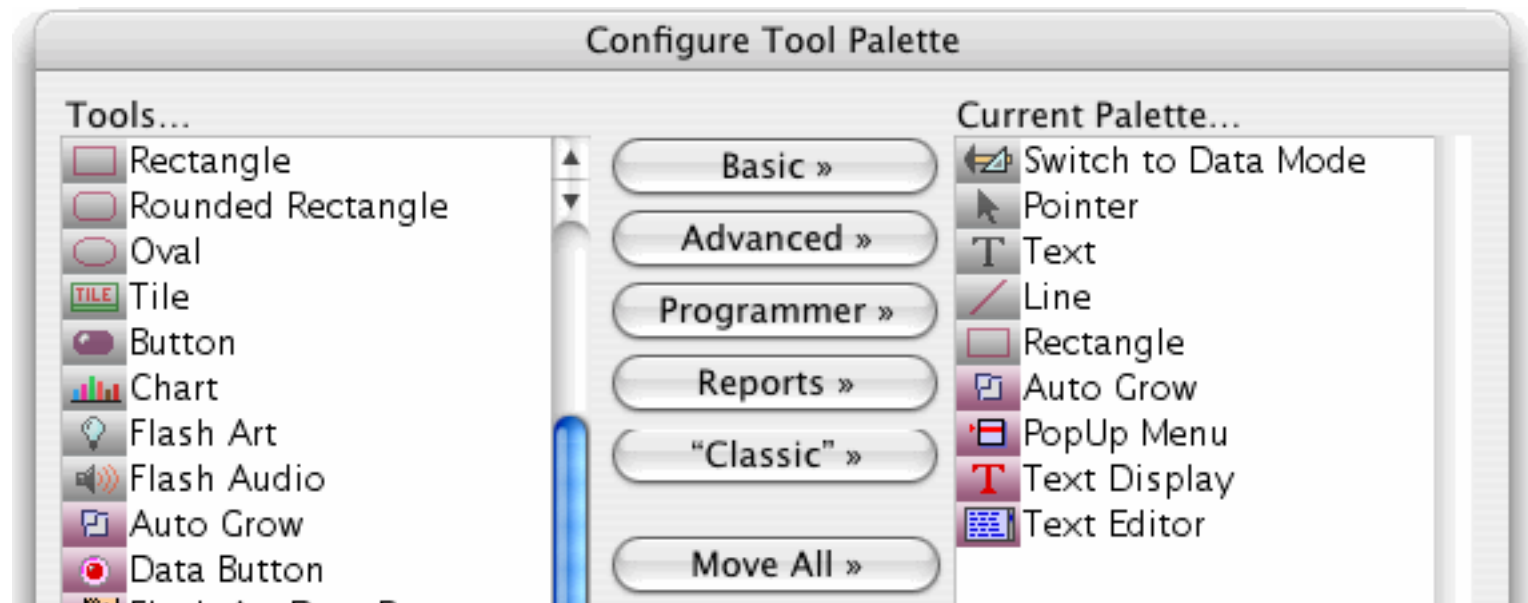 Configure Tool Palette
Tools...
Rectangle
Rounded Rectangle
Oval
TILE Tile
Button
Chart
Flash Art
Flash Audio
Auto Grow
Data Button
Basic »
Advanced »
Programmer »
Reports »
“Classic” »
Move All »
Current Palette...
Switch to Data Mode
Pointer
T Text
Line
Rectangle
Auto Grow
PopUp Menu
T Text Display
Text Editor